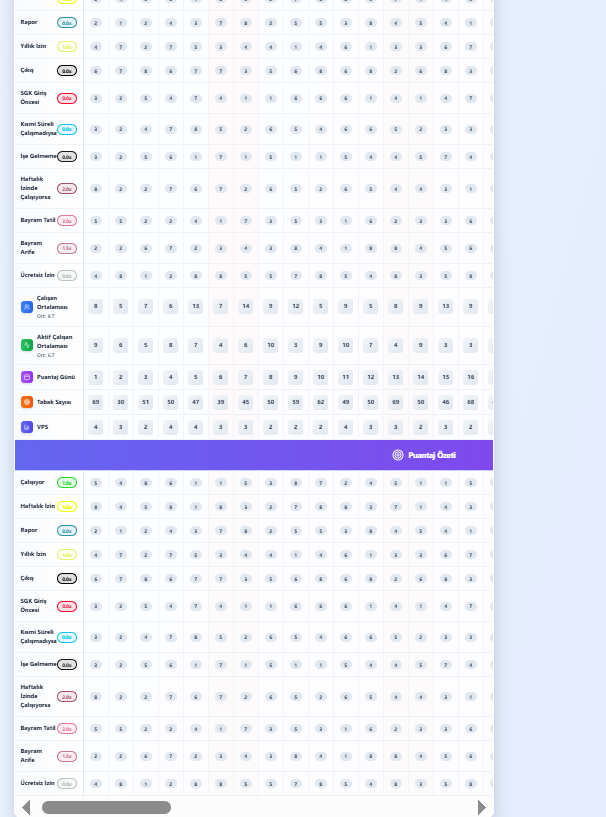 Rapor 0.0x 2 1 2 4 3 7 8 2 5 5 3 8 4 5 4 1
Yıllık İzin 4 7 2 7 5 3 4 4 1 4 6 1 3 3 6 7
Çıkış 0.0x 6 7 8 6 7 7 3 5 6 8 6 8 2 6 8 3
SGK Giriş
Öncesi 0.0x 3 2 5 4 7 4 1 1 6 6 6 1 4 1 4 7
Kısmi Süreli
Çalışmadıysa 0.0x 3 2 4 7 8 5 2 6 5 4 6 6 5 2 3 3
İşe Gelmeme 0.0x 3 2 5 6 1 7 1 5 1 1 5 4 4 5 7 4
Haftalık
İzinde
Çalışıyorsa 2.0x 8 2 2 7 6 7 2 6 5 2 6 5 4 4 3 1
Bayram Tatil 2.0x 5 5 2 2 4 1 7 3 5 3 1 6 2 3 3 6
Bayram
Arife 1.5x 2 2 6 7 2 3 4 3 8 4 1 8 8 4 5 6
Ücretsiz İzin 0.0x 4 8 1 2 8 8 5 5 7 8 5 4 8 3 5 8
Çalışan
Ortalaması
Ort: 8.7
8 5 7 6 13 7 14 9 12 5 9 5 8 9 13 9
Aktif Çalışan
Ortalaması
Ort: 6.7
9 6 5 8 7 4 6 10 3 9 10 7 4 9 3 3
Puantaj Günü 1 2 3 4 5 6 7 8 9 10 11 12 13 14 15 16
Tabak Sayısı 69 30 51 50 47 39 45 50 59 62 49 50 69 50 46 68
VPS 4 3 2 4 4 3 3 2 2 2 4 3 2 2 3 2
Puantaj Özeti
Çalışıyor 1.0x 5 4 8 6 1 1 5 3 8 7 2 4 5 1 1 5
Haftalık İzin 8 4 5 8 1 8 3 2 7 8 8 3 7 1 4 3
Rapor 0.0x 2 1 2 4 3 7 8 2 5 5 3 8 4 5 4 1
Yıllık İzin 4 7 2 7 5 3 4 4 1 4 6 1 3 3 6 7
Çıkış 0.0x 6 7 8 6 7 7 3 5 6 8 6 8 2 6 8 3
SGK Giriş
Öncesi 0.0x 3 2 5 4 7 4 1 1 6 6 6 1 4 1 4 7
Kısmi Süreli
Çalışmadıysa 0.0x 3 2 4 7 8 5 2 6 5 4 6 6 5 2 3 3
İşe Gelmeme 0.0x 3 2 5 6 1 7 1 5 1 1 5 4 4 5 7 4
Haftalık
İzinde
Çalışıyorsa 2.0x 8 2 2 7 6 7 2 6 5 2 6 5 4 4 3 1
Bayram Tatil 2.0x 5 5 2 2 4 1 7 3 5 3 1 6 2 3 3 6
Bayram
Arife 1.5x 2 2 6 7 2 3 4 3 8 4 1 8 8 4 5 6
Ücretsiz İzin 0.0x 4 8 1 2 8 8 5 5 7 8 5 4 8 3 5 8